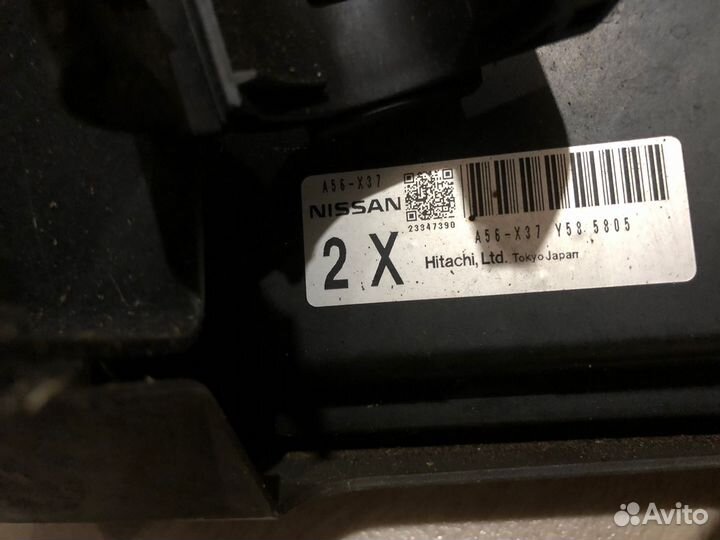 A56-X37
NISSAN
23347390
A56-X37 Y58 5805
2 X
Hitachi, Ltd. Tokyo Japan
Avito